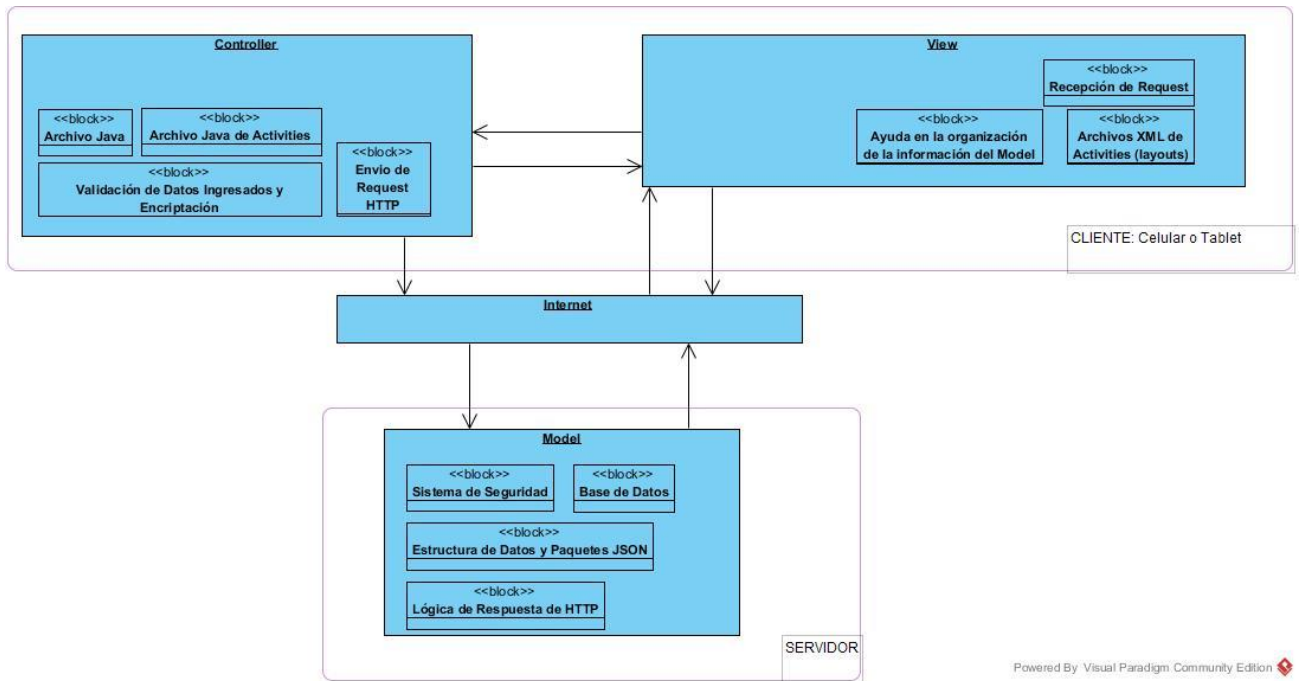 Controller
<<block>>
Archivo Java
<<block>>
Archivo Java de Activities
<<block>>
Validación de Datos Ingresados y
Encriptación
<<block>>
Envio de
Request
HTTP
View
<<block>>
Recepción de Request
<<block>>
Ayuda en la organización
de la información del Model
<<block>>
Archivos XML de
Activities (layouts)
CLIENTE: Celular o Tablet
Internet
Model
<<block>>
Sistema de Seguridad
<<block>>
Base de Datos
<<block>>
Estructura de Datos y Paquetes JSON
<<block>>
Lógica de Respuesta de HTTP
SERVIDOR
Powered By Visual Paradigm Community Edition